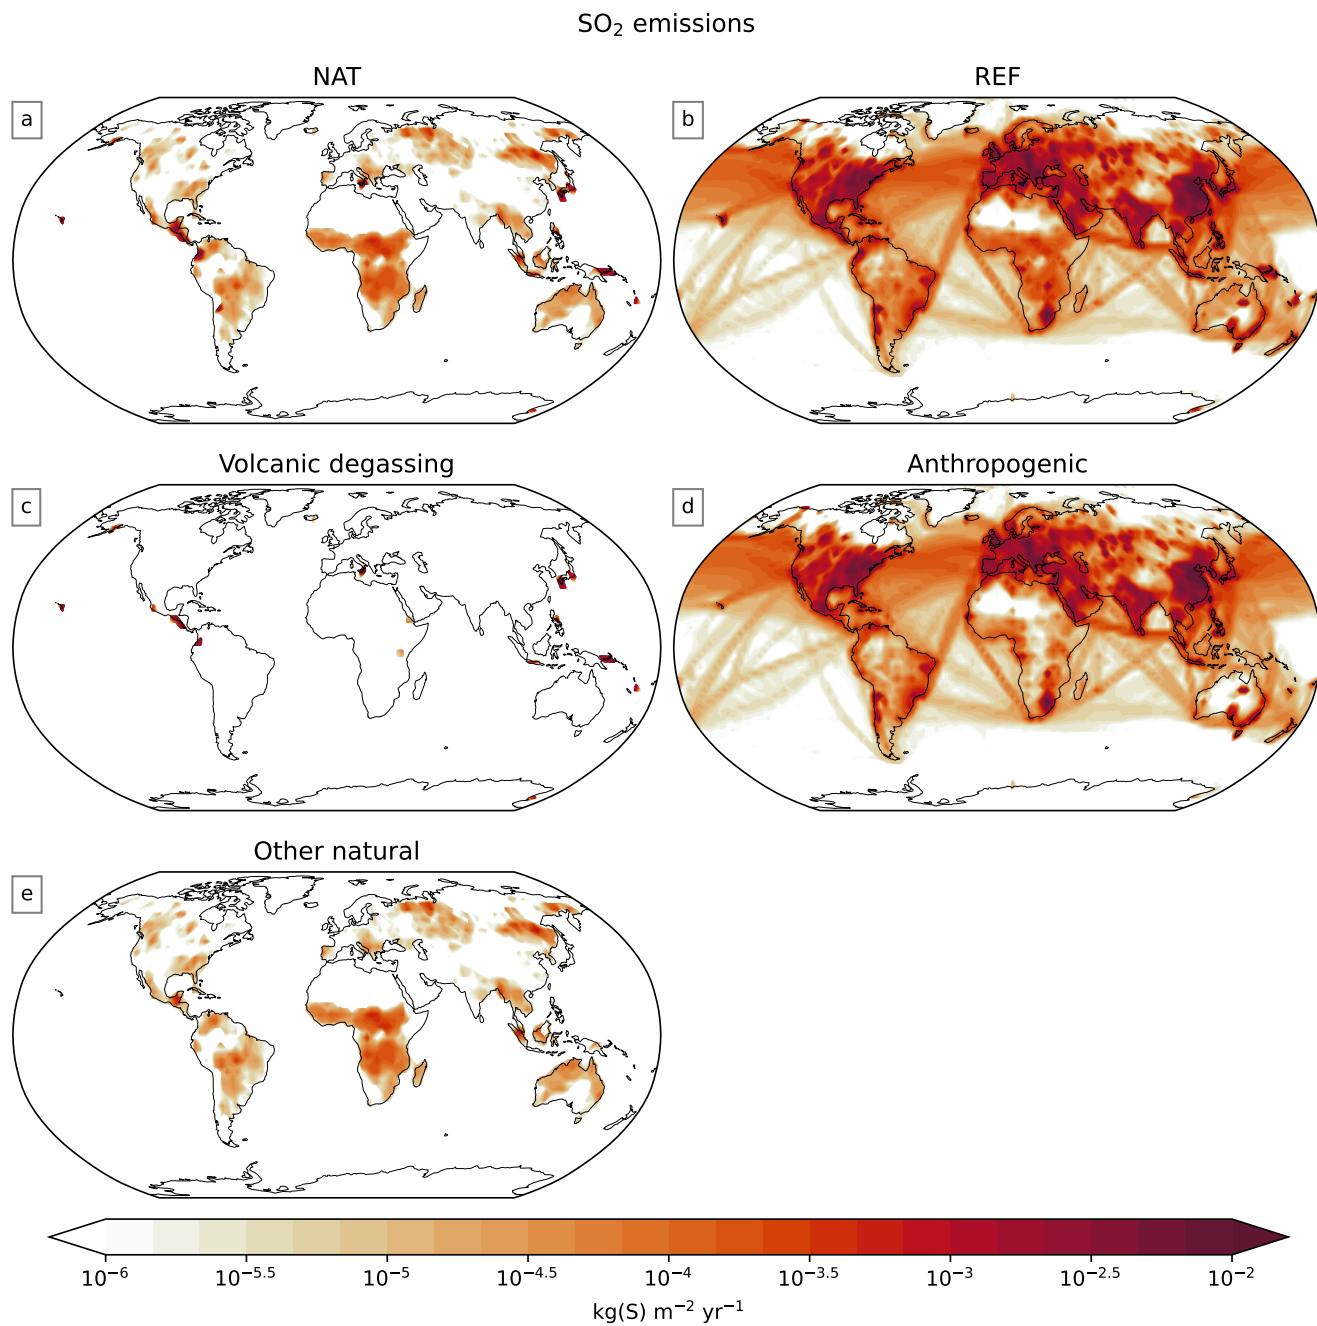 SO₂ emissions
NAT
REF
a
b
Volcanic degassing
Anthropogenic
c
d
Other natural
e
10⁻⁶ 10⁻⁵·⁵ 10⁻⁵ 10⁻⁴·⁵ 10⁻⁴ 10⁻³·⁵ 10⁻³ 10⁻²·⁵ 10⁻²
kg(S) m⁻² yr⁻¹